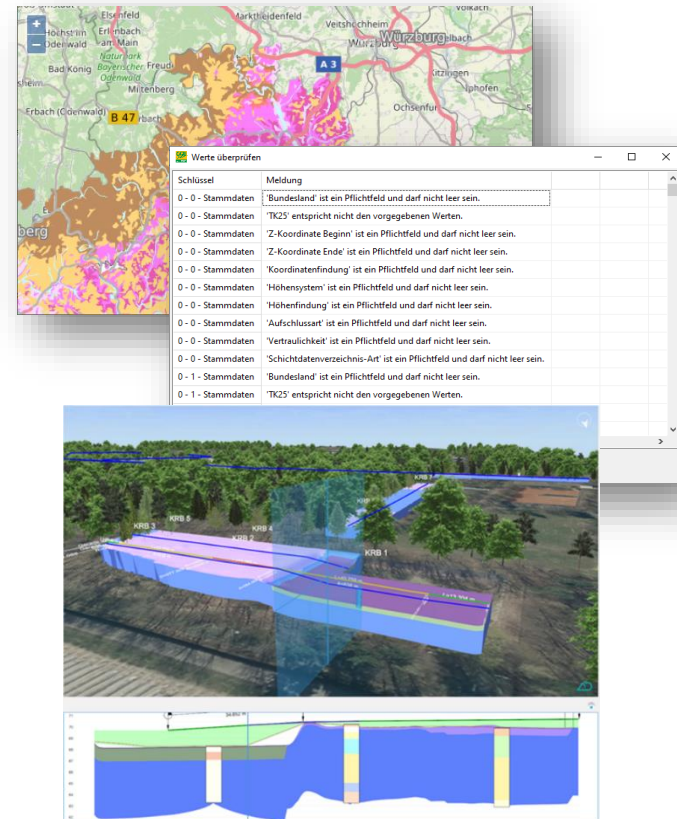 Elsenfeld
Marktheidenfeld
Volkach
Höchst im
Odenwald
Erlenbach
am Main
Veitshöchheim
Würzburg
Naturpark
Bayerischer
Odenwald
Bad König
A 3
Kitzingen
Iphofen
Miltenberg
Ochsenfurt
Erbach (Odenwald)
B 47
berg
+
−
Werte überprüfen
Schlüssel Meldung
0 - 0 - Stammdaten 'Bundesland' ist ein Pflichtfeld und darf nicht leer sein.
0 - 0 - Stammdaten 'TK25' entspricht nicht den vorgegebenen Werten.
0 - 0 - Stammdaten 'Z-Koordinate Beginn' ist ein Pflichtfeld und darf nicht leer sein.
0 - 0 - Stammdaten 'Z-Koordinate Ende' ist ein Pflichtfeld und darf nicht leer sein.
0 - 0 - Stammdaten 'Koordinatenfindung' ist ein Pflichtfeld und darf nicht leer sein.
0 - 0 - Stammdaten 'Höhensystem' ist ein Pflichtfeld und darf nicht leer sein.
0 - 0 - Stammdaten 'Höhenfindung' ist ein Pflichtfeld und darf nicht leer sein.
0 - 0 - Stammdaten 'Aufschlussart' ist ein Pflichtfeld und darf nicht leer sein.
0 - 0 - Stammdaten 'Vertraulichkeit' ist ein Pflichtfeld und darf nicht leer sein.
0 - 0 - Stammdaten 'Schichtdatenverzeichnis-Art' ist ein Pflichtfeld und darf nicht leer sein.
0 - 1 - Stammdaten 'Bundesland' ist ein Pflichtfeld und darf nicht leer sein.
0 - 1 - Stammdaten 'TK25' entspricht nicht den vorgegebenen Werten.
KRB 5
KRB 3
KRB 4
KRB 2
KRB 1